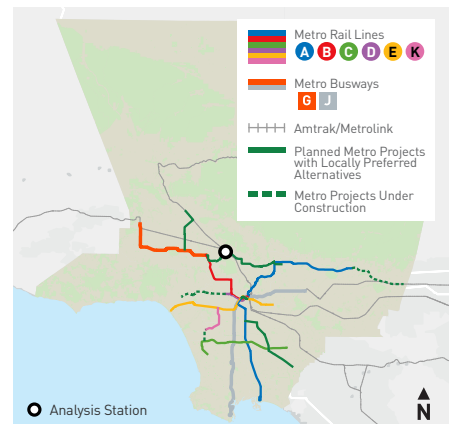 Metro Rail Lines
A B C D E K
Metro Busways
G J
Amtrak/Metrolink
Planned Metro Projects
with Locally Preferred
Alternatives
Metro Projects Under
Construction
Analysis Station
N